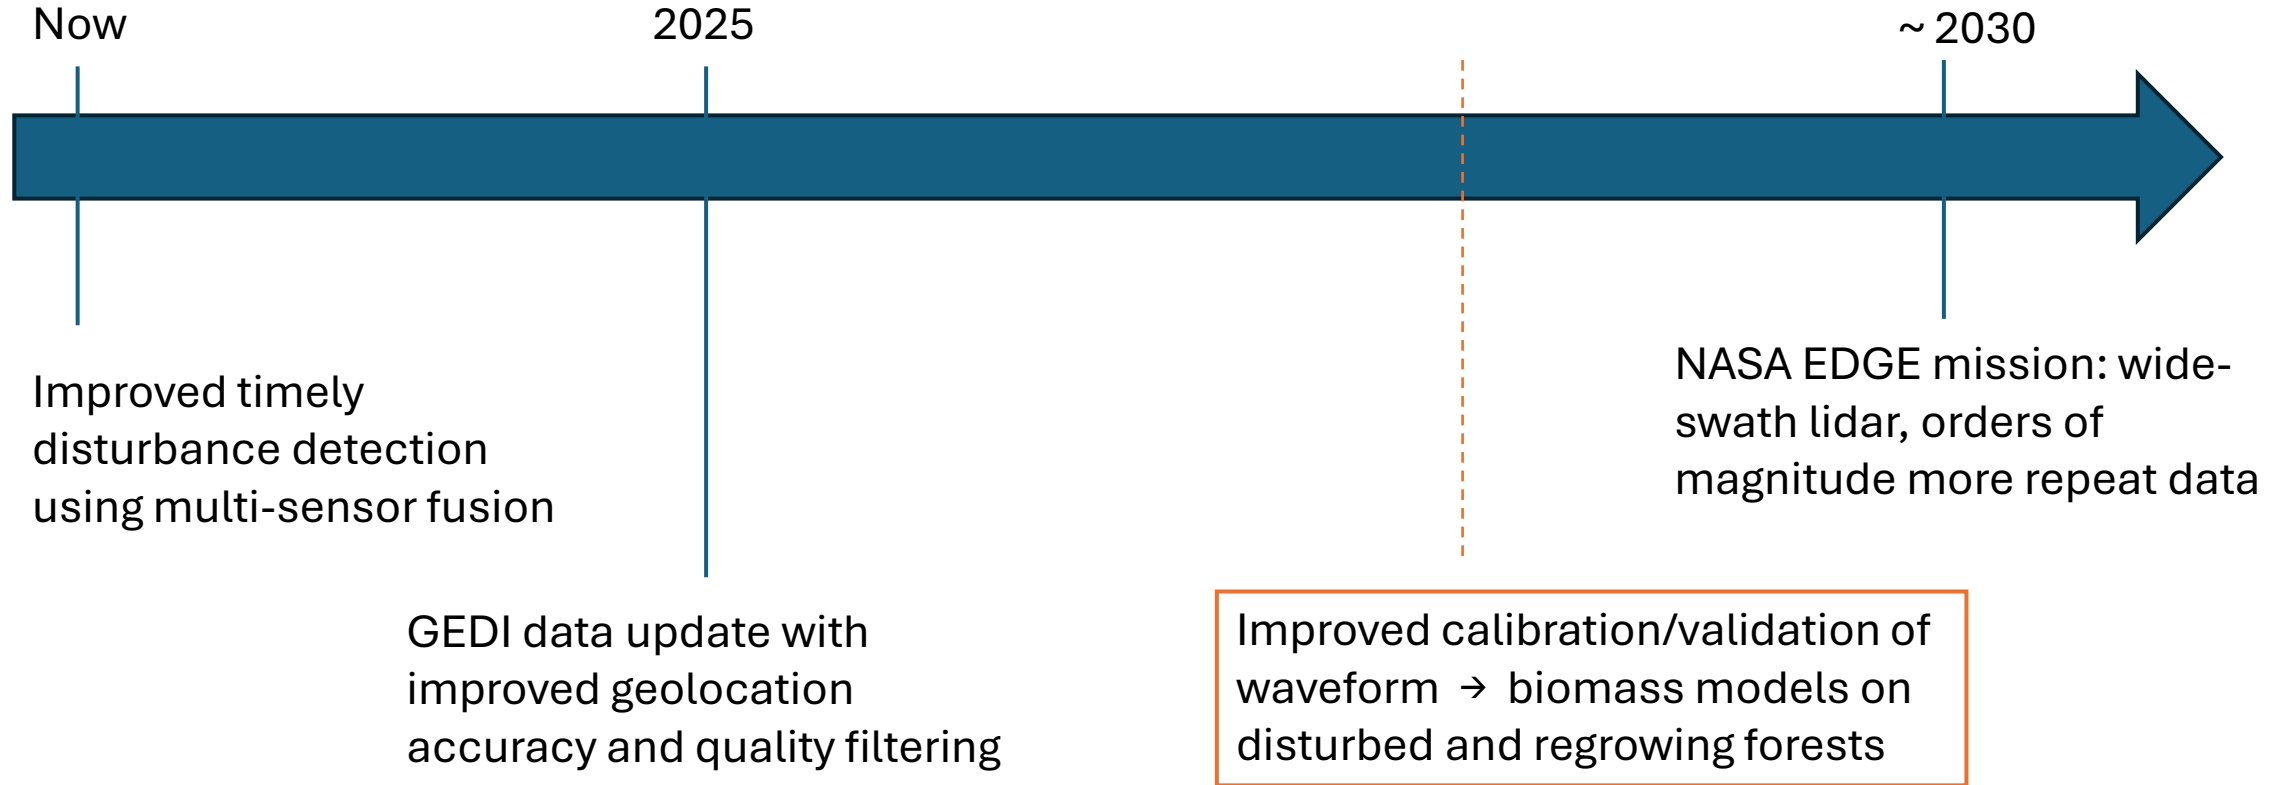 Now
2025
~ 2030
Improved timely
disturbance detection
using multi-sensor fusion
GEDI data update with
improved geolocation
accuracy and quality filtering
Improved calibration/validation of
waveform → biomass models on
disturbed and regrowing forests
NASA EDGE mission: wide-
swath lidar, orders of
magnitude more repeat data